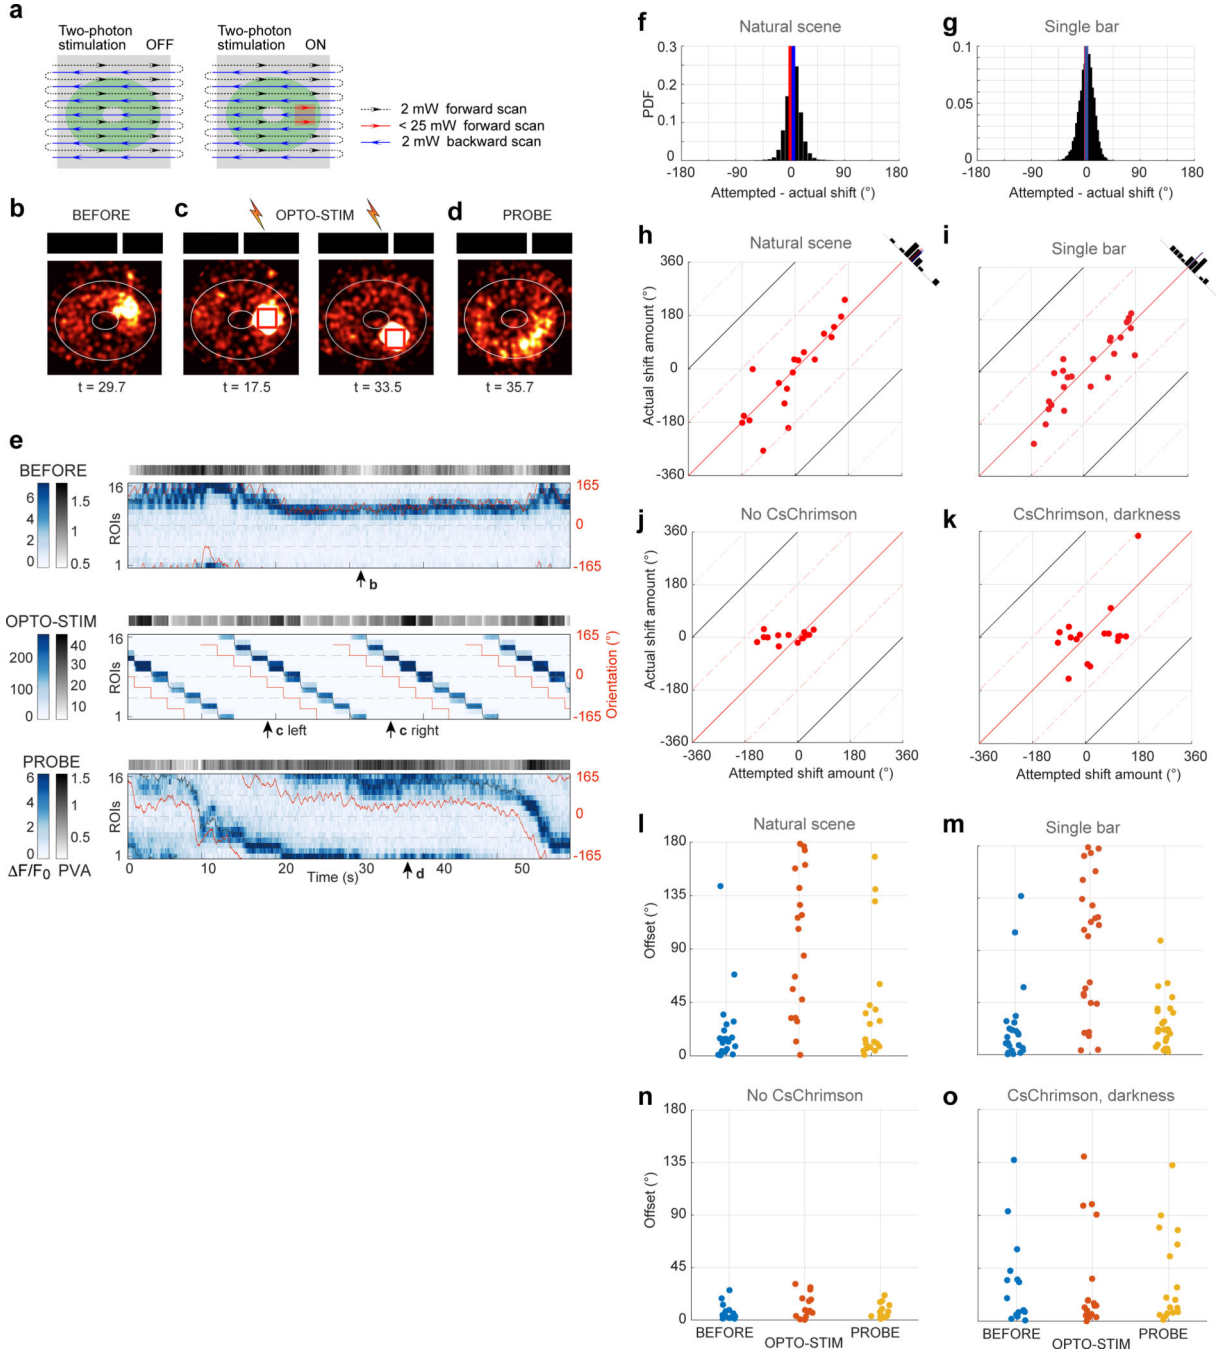 a
Two-photon stimulation OFF
Two-photon stimulation ON
2 mW forward scan
< 25 mW forward scan
2 mW backward scan
b
BEFORE
c
OPTO-STIM
d
PROBE
t = 29.7
t = 17.5
t = 33.5
t = 35.7
e
BEFORE
6
4
2
0
1.5
1
0.5
ROIs
16
1
165
0
-165
b
OPTO-STIM
200
100
0
40
30
20
10
ROIs
16
1
165
0
-165
Orientation (°)
c left
c right
PROBE
6
4
2
0
1.5
1
0.5
ΔF/F0
PVA
ROIs
16
1
165
0
-165
0
10
20
30
40
50
Time (s)
d
f
Natural scene
PDF
0.3
0.2
0.1
0
-180 -90 0 90 180
Attempted - actual shift (°)
g
Single bar
0.1
0.05
0
-180 -90 0 90 180
Attempted - actual shift (°)
h
Natural scene
Actual shift amount (°)
360
180
0
-180
-360
i
Single bar
j
No CsChrimson
Actual shift amount (°)
360
180
0
-180
-360
-360 -180 0 180 360
Attempted shift amount (°)
k
CsChrimson, darkness
-360 -180 0 180 360
Attempted shift amount (°)
l
Natural scene
Offset (°)
180
135
90
45
0
m
Single bar
n
No CsChrimson
Offset (°)
180
135
90
45
0
BEFORE
OPTO-STIM
PROBE
o
CsChrimson, darkness
BEFORE
OPTO-STIM
PROBE